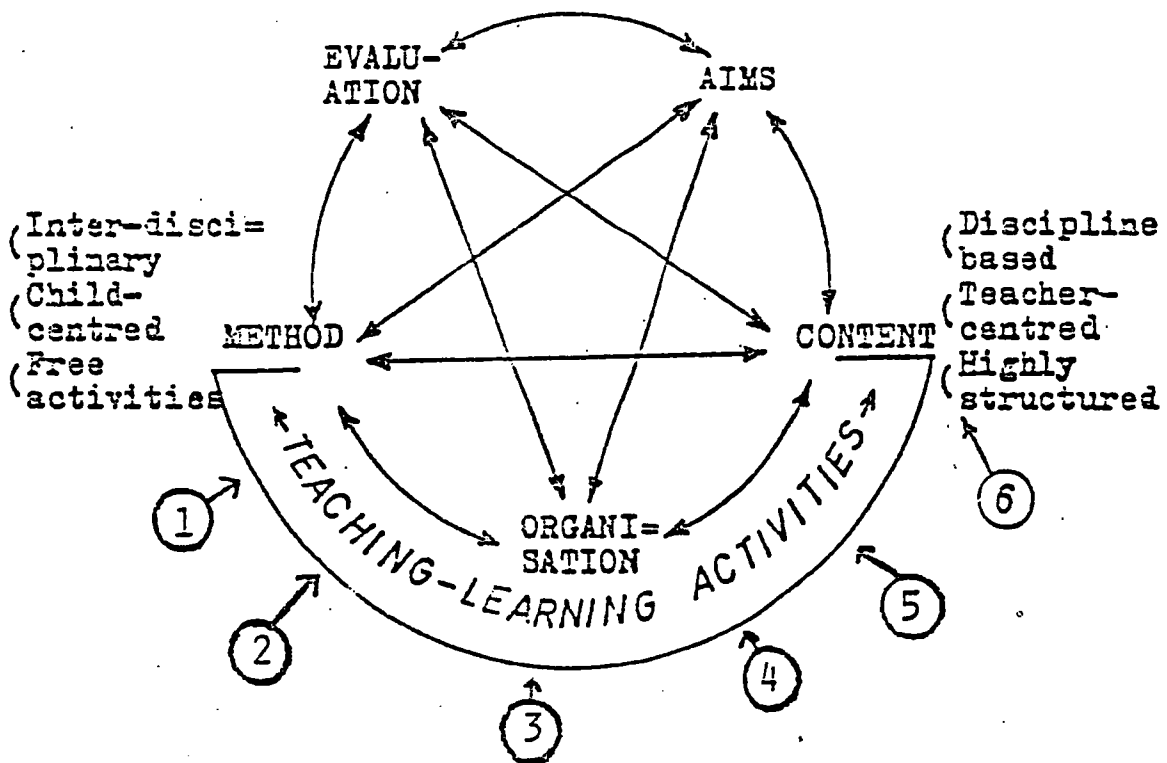 EVALU-
ATION
AIMS
(Inter-disci=
plinary
(Child-
centred
(Free
activities
METHOD
CONTENT
(Discipline
based
(Teacher-
centred
(Highly
structured
TEACHING-LEARNING ACTIVITIES
ORGANI=
SATION
1
2
3
4
5
6